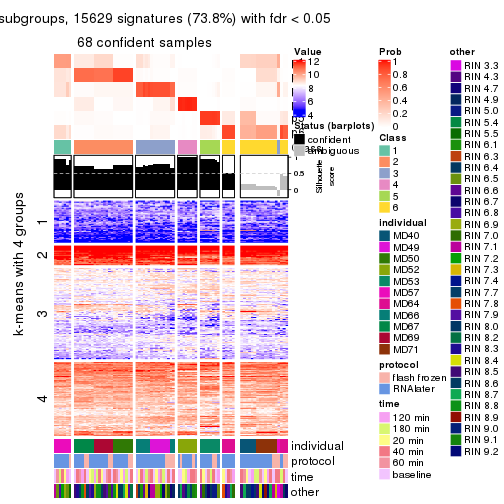 subgroups, 15629 signatures (73.8%) with fdr < 0.05
68 confident samples
k-means with 4 groups
1
2
3
4
1
0.5
0
Silhouette
score
individual
protocol
time
other
Value
12
10
8
6
4
Status (barplots)
confident
ambiguous
Prob
1
0.8
0.6
0.4
0.2
0
Class
1
2
3
4
5
6
individual
MD40
MD49
MD50
MD52
MD53
MD57
MD64
MD66
MD67
MD69
MD71
protocol
flash frozen
RNAlater
time
120 min
180 min
20 min
40 min
60 min
baseline
other
RIN 3.3
RIN 4.3
RIN 4.7
RIN 4.9
RIN 5.0
RIN 5.4
RIN 5.5
RIN 6.1
RIN 6.3
RIN 6.4
RIN 6.5
RIN 6.6
RIN 6.7
RIN 6.8
RIN 6.9
RIN 7.0
RIN 7.1
RIN 7.2
RIN 7.3
RIN 7.4
RIN 7.7
RIN 7.8
RIN 7.9
RIN 8.0
RIN 8.2
RIN 8.3
RIN 8.4
RIN 8.5
RIN 8.6
RIN 8.7
RIN 8.8
RIN 8.9
RIN 9.0
RIN 9.1
RIN 9.2